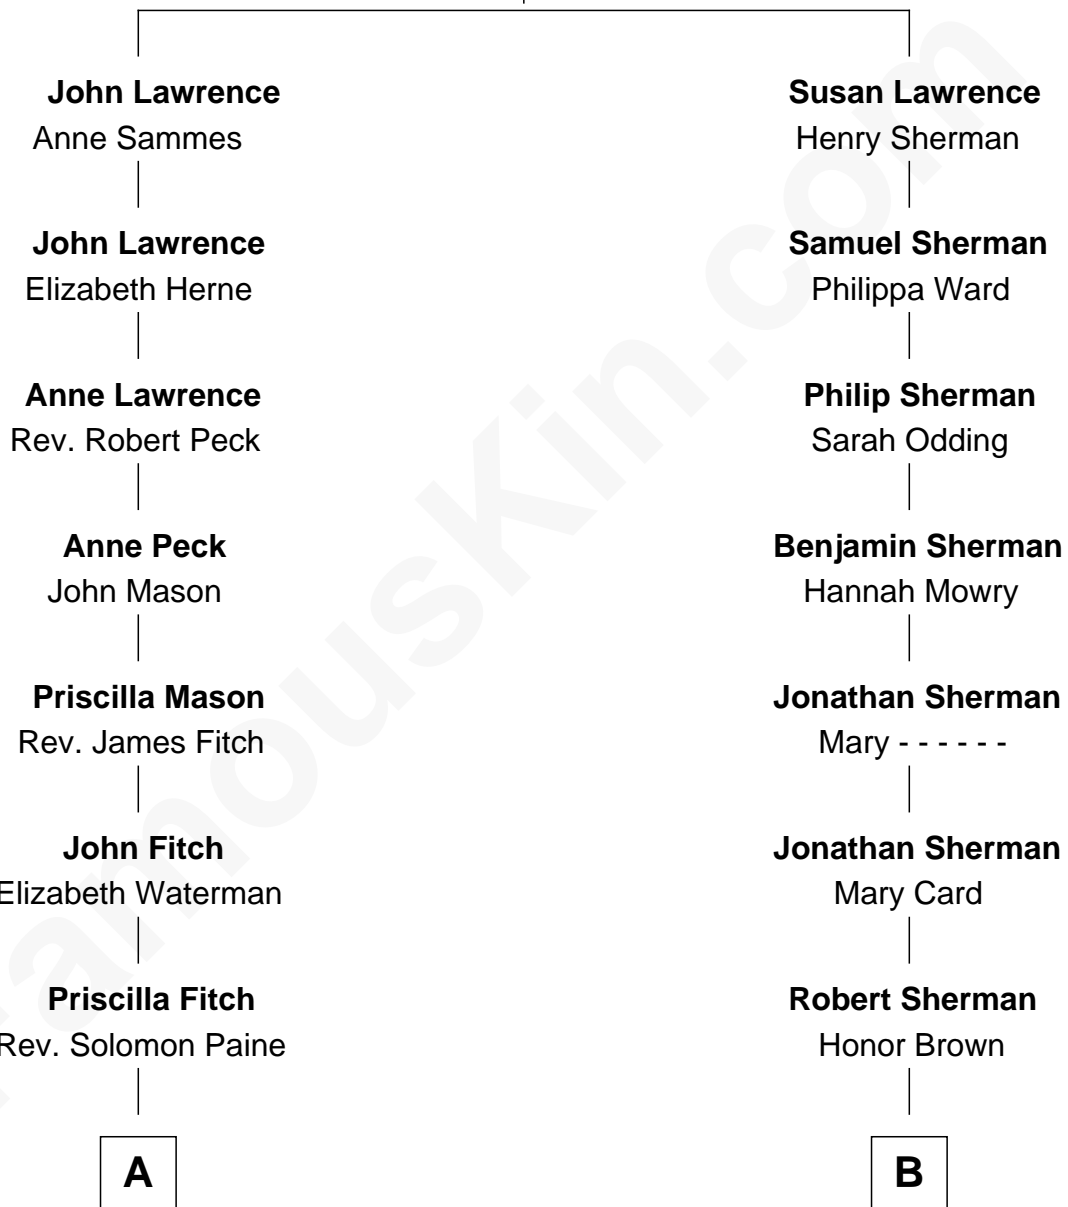 John Lawrence
Anne Sammes
John Lawrence
Elizabeth Herne
Anne Lawrence
Rev. Robert Peck
Anne Peck
John Mason
Priscilla Mason
Rev. James Fitch
John Fitch
Elizabeth Waterman
Priscilla Fitch
Rev. Solomon Paine
A
Susan Lawrence
Henry Sherman
Samuel Sherman
Philippa Ward
Philip Sherman
Sarah Odding
Benjamin Sherman
Hannah Mowry
Jonathan Sherman
Mary - - - - - -
Jonathan Sherman
Mary Card
Robert Sherman
Honor Brown
B
FamousKin.com